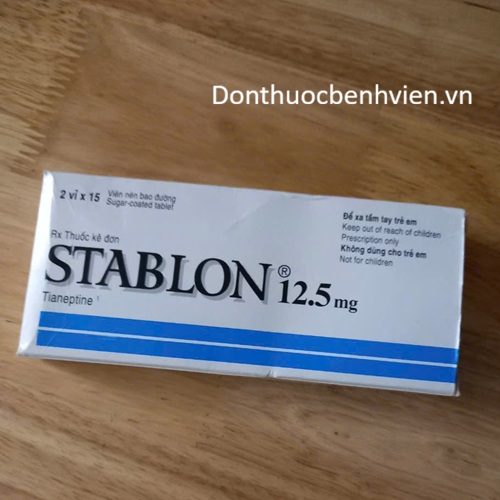 Donthuocbenhvien.vn
2 vỉ x 15
Viên nén bao đường
Sugar-coated tablet
Rx Thuốc kê đơn
STABLON® 12.5 mg
Tianeptine 1
Để xa tầm tay trẻ em
Keep out of reach of children
Prescription only
Không dùng cho trẻ em
Not for children